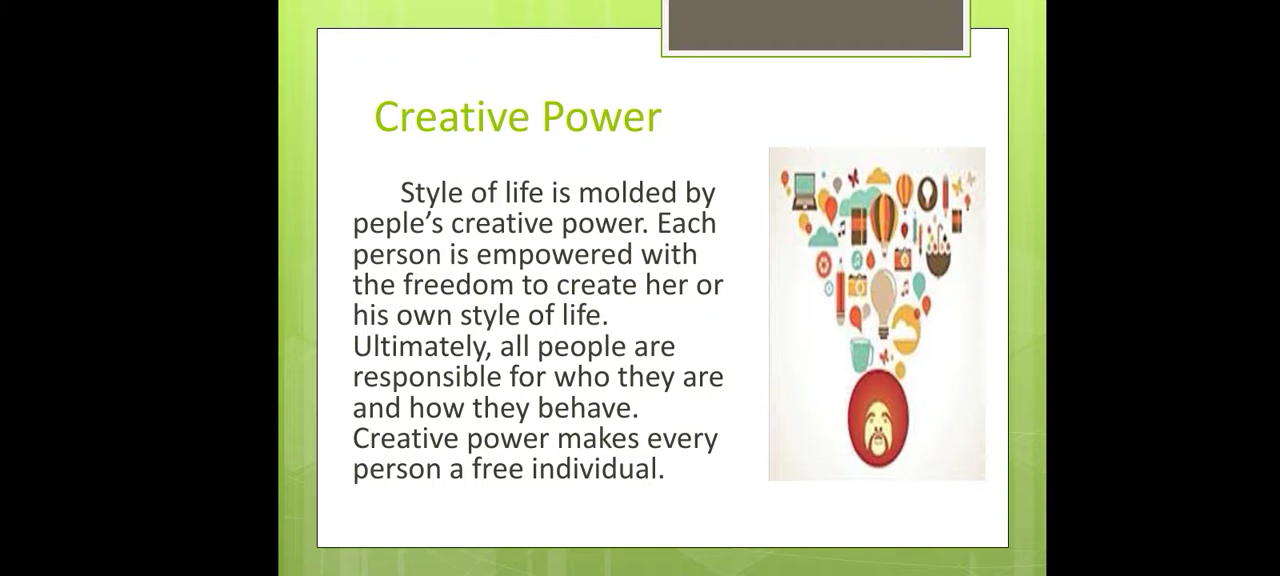 Creative Power
Style of life is molded by
peple’s creative power. Each
person is empowered with
the freedom to create her or
his own style of life.
Ultimately, all people are
responsible for who they are
and how they behave.
Creative power makes every
person a free individual.